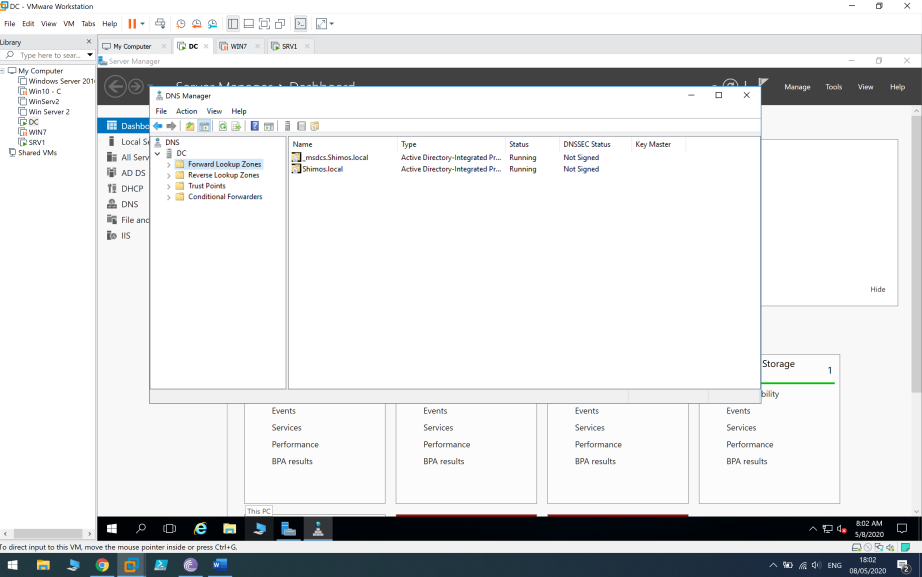 DC - VMware Workstation
File Edit View VM Tabs Help
Library
Type here to sear...
My Computer
Windows Server 201
Win10 - C
WinServ2
Win Server 2
DC
WIN7
SRV1
Shared VMs
My Computer DC WIN7 SRV1
Server Manager
Manage Tools View Help
Dashbo
Local Se
All Serv
AD DS
DHCP
DNS
File and
IIS
DNS Manager
File Action View Help
DNS
DC
Forward Lookup Zones
Reverse Lookup Zones
Trust Points
Conditional Forwarders
Name Type Status DNSSEC Status Key Master
_msdcs.Shimos.local Active Directory-Integrated Pr... Running Not Signed
Shimos.local Active Directory-Integrated Pr... Running Not Signed
Hide
Storage 1
bility
Events Events Events Events
Services Services Services Services
Performance Performance Performance Performance
BPA results BPA results BPA results BPA results
This PC
8:02 AM
5/8/2020
To direct input to this VM, move the mouse pointer inside or press Ctrl+G.
ENG
18:02
08/05/2020
2